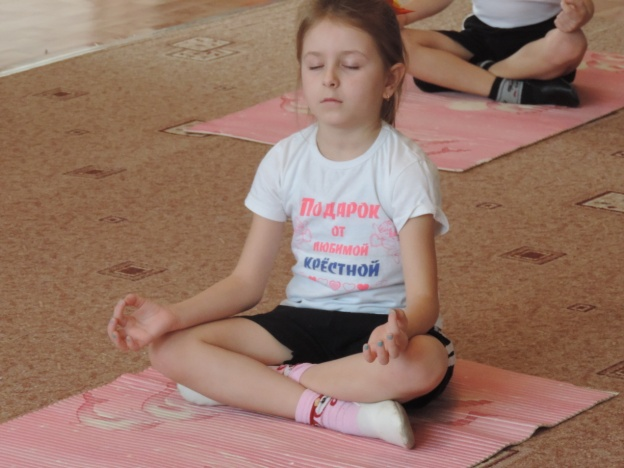 Подарок
от
любимой
крёстной